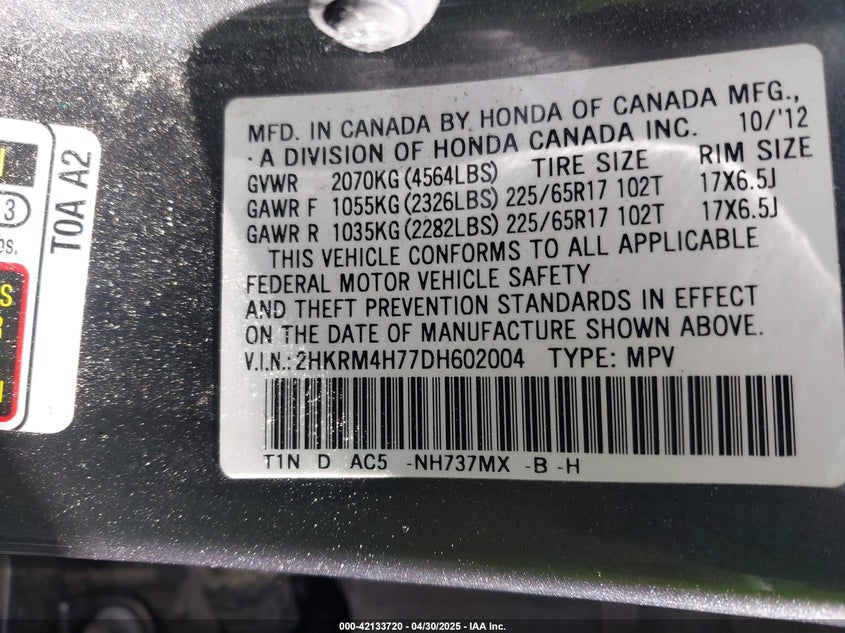 MFD. IN CANADA BY HONDA OF CANADA MFG.,
· A DIVISION OF HONDA CANADA INC. 10/'12
GVWR 2070KG (4564LBS) TIRE SIZE RIM SIZE
GAWR F 1055KG (2326LBS) 225/65R17 102T 17X6.5J
GAWR R 1035KG (2282LBS) 225/65R17 102T 17X6.5J
THIS VEHICLE CONFORMS TO ALL APPLICABLE
FEDERAL MOTOR VEHICLE SAFETY
AND THEFT PREVENTION STANDARDS IN EFFECT
ON THE DATE OF MANUFACTURE SHOWN ABOVE.
V.I.N.: 2HKRM4H77DH602004 TYPE: MPV
T1N D AC5 -NH737MX -B -H
T0A A2
3
000-42133720 - 04/30/2025 - IAA Inc.